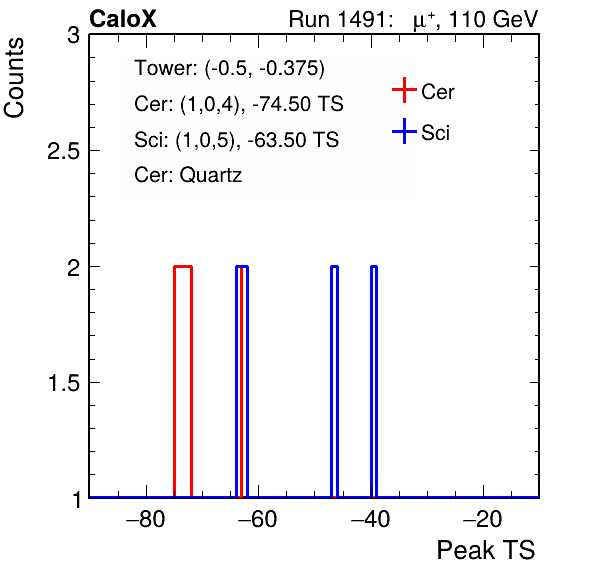 CaloX Run 1491: μ⁺, 110 GeV
Counts
3
2.5
2
1.5
1
Tower: (-0.5, -0.375)
Cer: (1,0,4), -74.50 TS
Sci: (1,0,5), -63.50 TS
Cer: Quartz
Cer
Sci
−80 −60 −40 −20
Peak TS